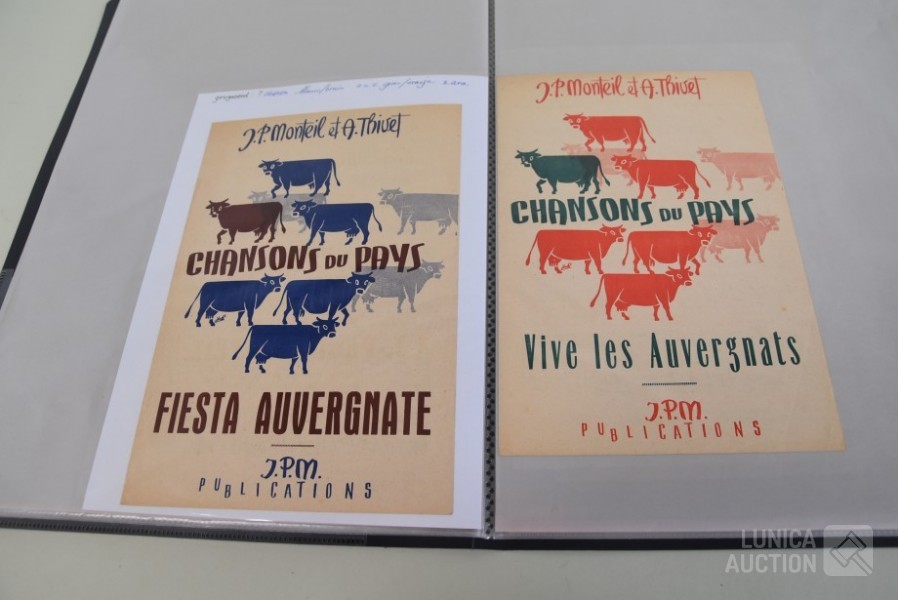 J.P. Monteil et A. Thivet
CHANSONS DU PAYS
FIESTA AUVERGNATE
J.P.M.
PUBLICATIONS
J.P. Monteil et A. Thivet
CHANSONS DU PAYS
Vive les Auvergnats
J.P.M.
PUBLICATIONS
LUNICA
AUCTION